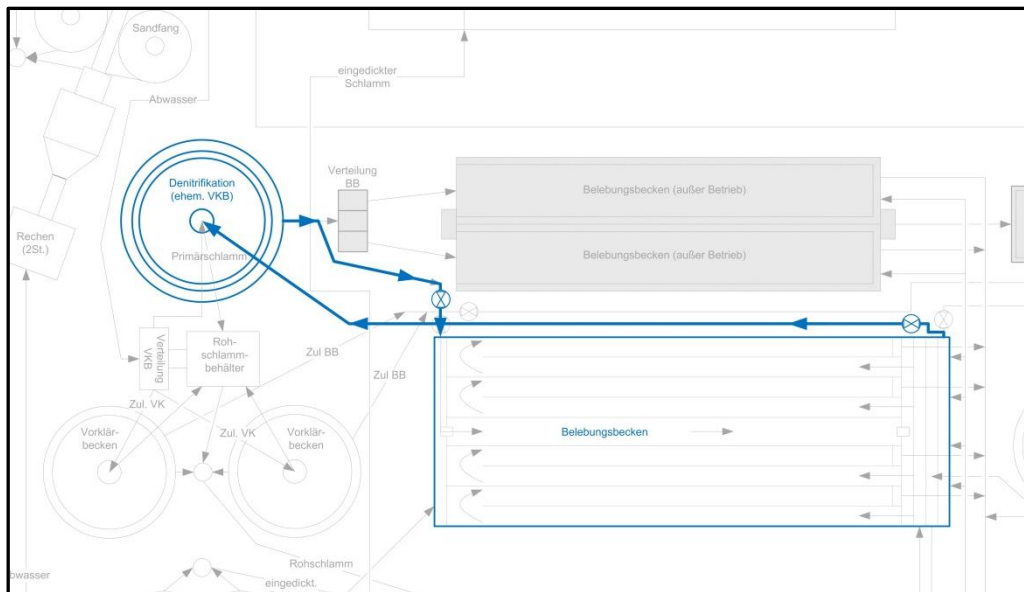 Sandfang
eingedickter
Schlamm
Abwasser
Denitrifikation
(ehem. VKB)
Verteilung
BB
Belebungsbecken (außer Betrieb)
Rechen
(2St.)
Primärschlamm
Belebungsbecken (außer Betrieb)
Verteilung
VKB
Roh-
schlamm-
behälter
Zul BB
Zul BB
Zul. VK
Zul. VK
Vorklär-
becken
Vorklär-
becken
Belebungsbecken
Rohschlamm
bwasser
eingedickt.